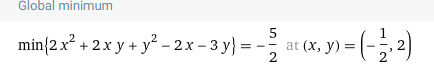 Global minimum
min{2 x² + 2 x y + y² − 2 x − 3 y} = − 5/2 at (x, y) = (− 1/2, 2)